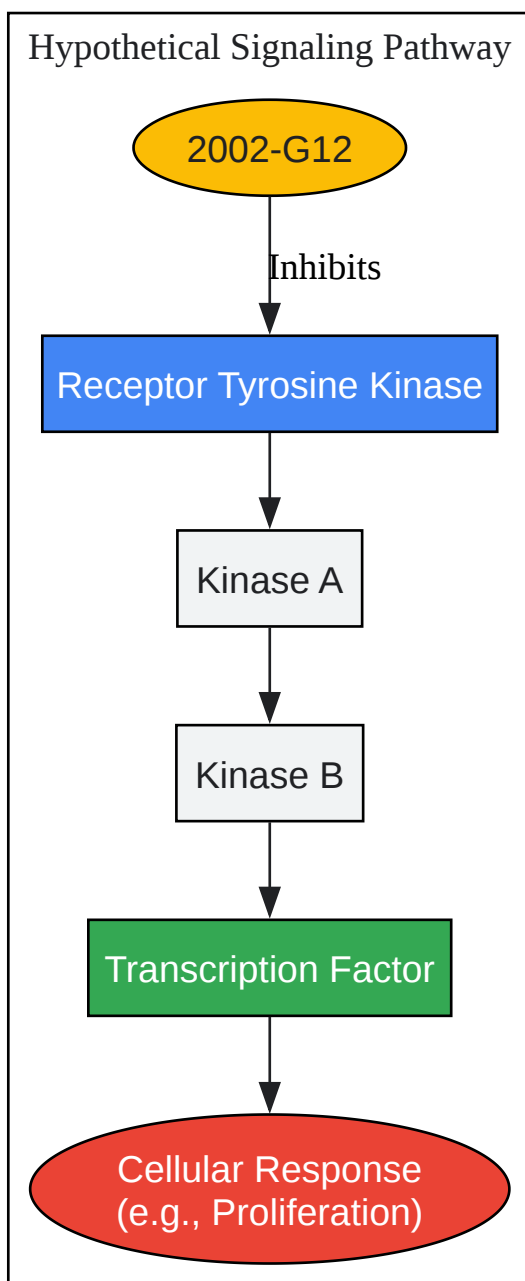 Hypothetical Signaling Pathway
2002-G12
Inhibits
Receptor Tyrosine Kinase
Kinase A
Kinase B
Transcription Factor
Cellular Response
(e.g., Proliferation)